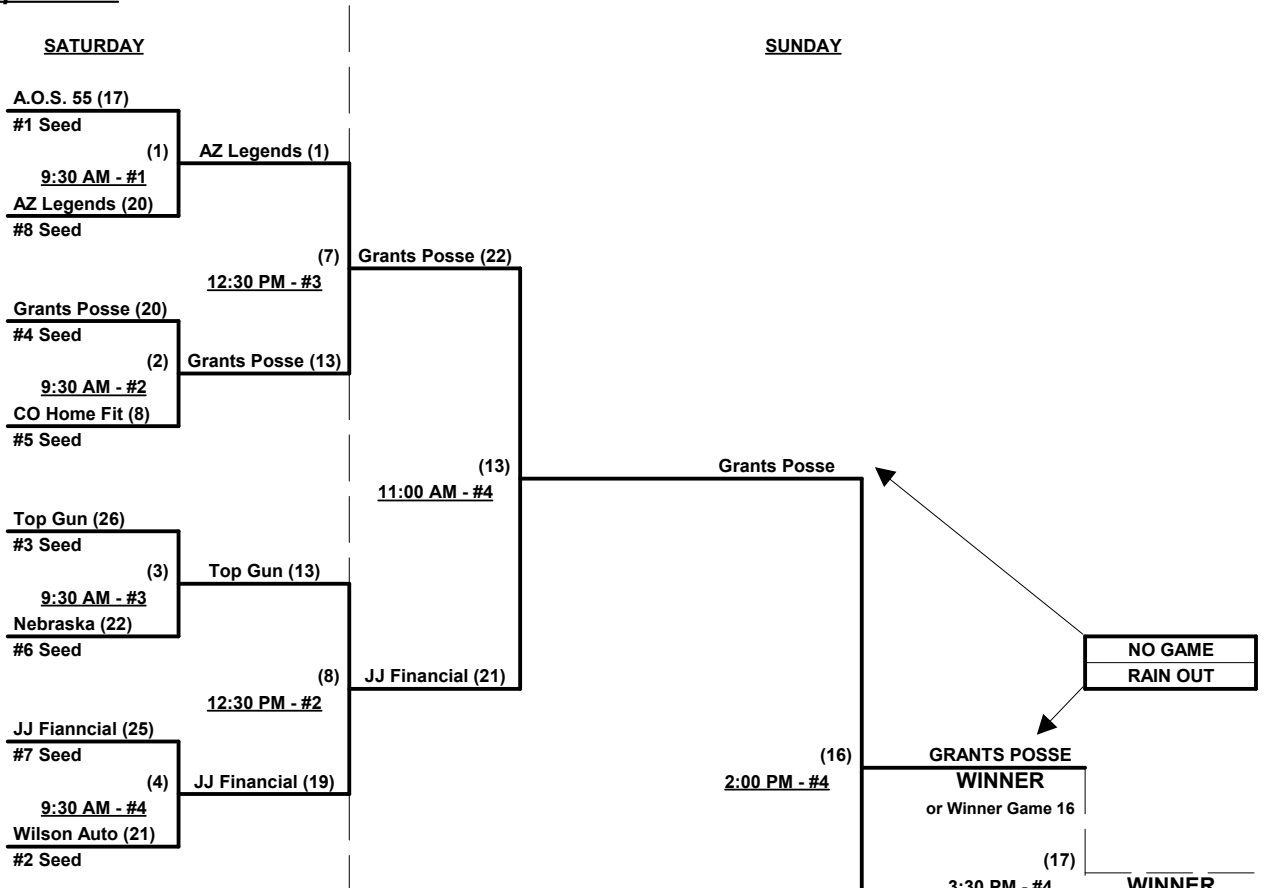 SATURDAY
SUNDAY
A.O.S. 55 (17)
#1 Seed
(1)
AZ Legends (1)
9:30 AM - #1
AZ Legends (20)
#8 Seed
(7)
Grants Posse (22)
12:30 PM - #3
Grants Posse (20)
#4 Seed
(2)
Grants Posse (13)
9:30 AM - #2
CO Home Fit (8)
#5 Seed
(13)
Grants Posse
11:00 AM - #4
Top Gun (26)
#3 Seed
(3)
Top Gun (13)
9:30 AM - #3
Nebraska (22)
#6 Seed
NO GAME
RAIN OUT
(8)
JJ Financial (21)
12:30 PM - #2
JJ Fianncial (25)
#7 Seed
(4)
JJ Financial (19)
9:30 AM - #4
Wilson Auto (21)
#2 Seed
(16)
GRANTS POSSE
2:00 PM - #4
WINNER
or Winner Game 16
(17)
3:30 PM - #4
WINNER